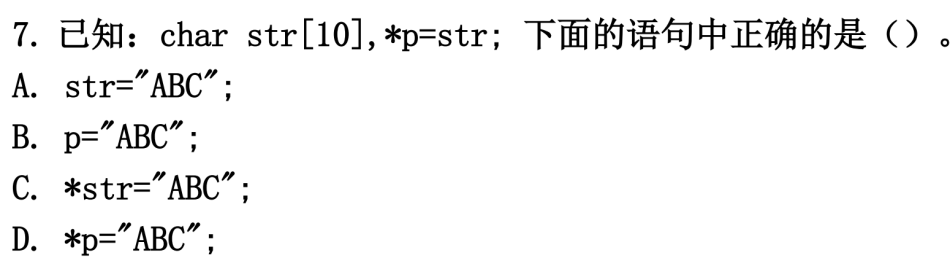 7. 已知：char str[10],*p=str; 下面的语句中正确的是（）。
A. str="ABC";
B. p="ABC";
C. *str="ABC";
D. *p="ABC";